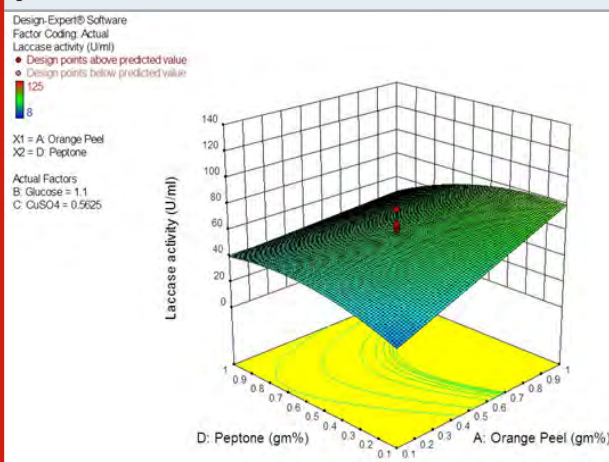 Design-Expert® Software
Factor Coding: Actual
Laccase activity (U/ml)
Design points above predicted value
Design points below predicted value
125
8
X1 = A: Orange Peel
X2 = D: Peptone
Actual Factors
B: Glucose = 1.1
C: CuSO4 = 0.5625
140
120
100
80
60
40
20
0
Laccase activity (U/ml)
1
0.9
0.8
0.7
0.6
0.5
0.4
0.3
0.2
0.1
D: Peptone (gm%)
0.1
0.2
0.3
0.4
0.5
0.6
0.7
0.8
0.9
1
A: Orange Peel (gm%)